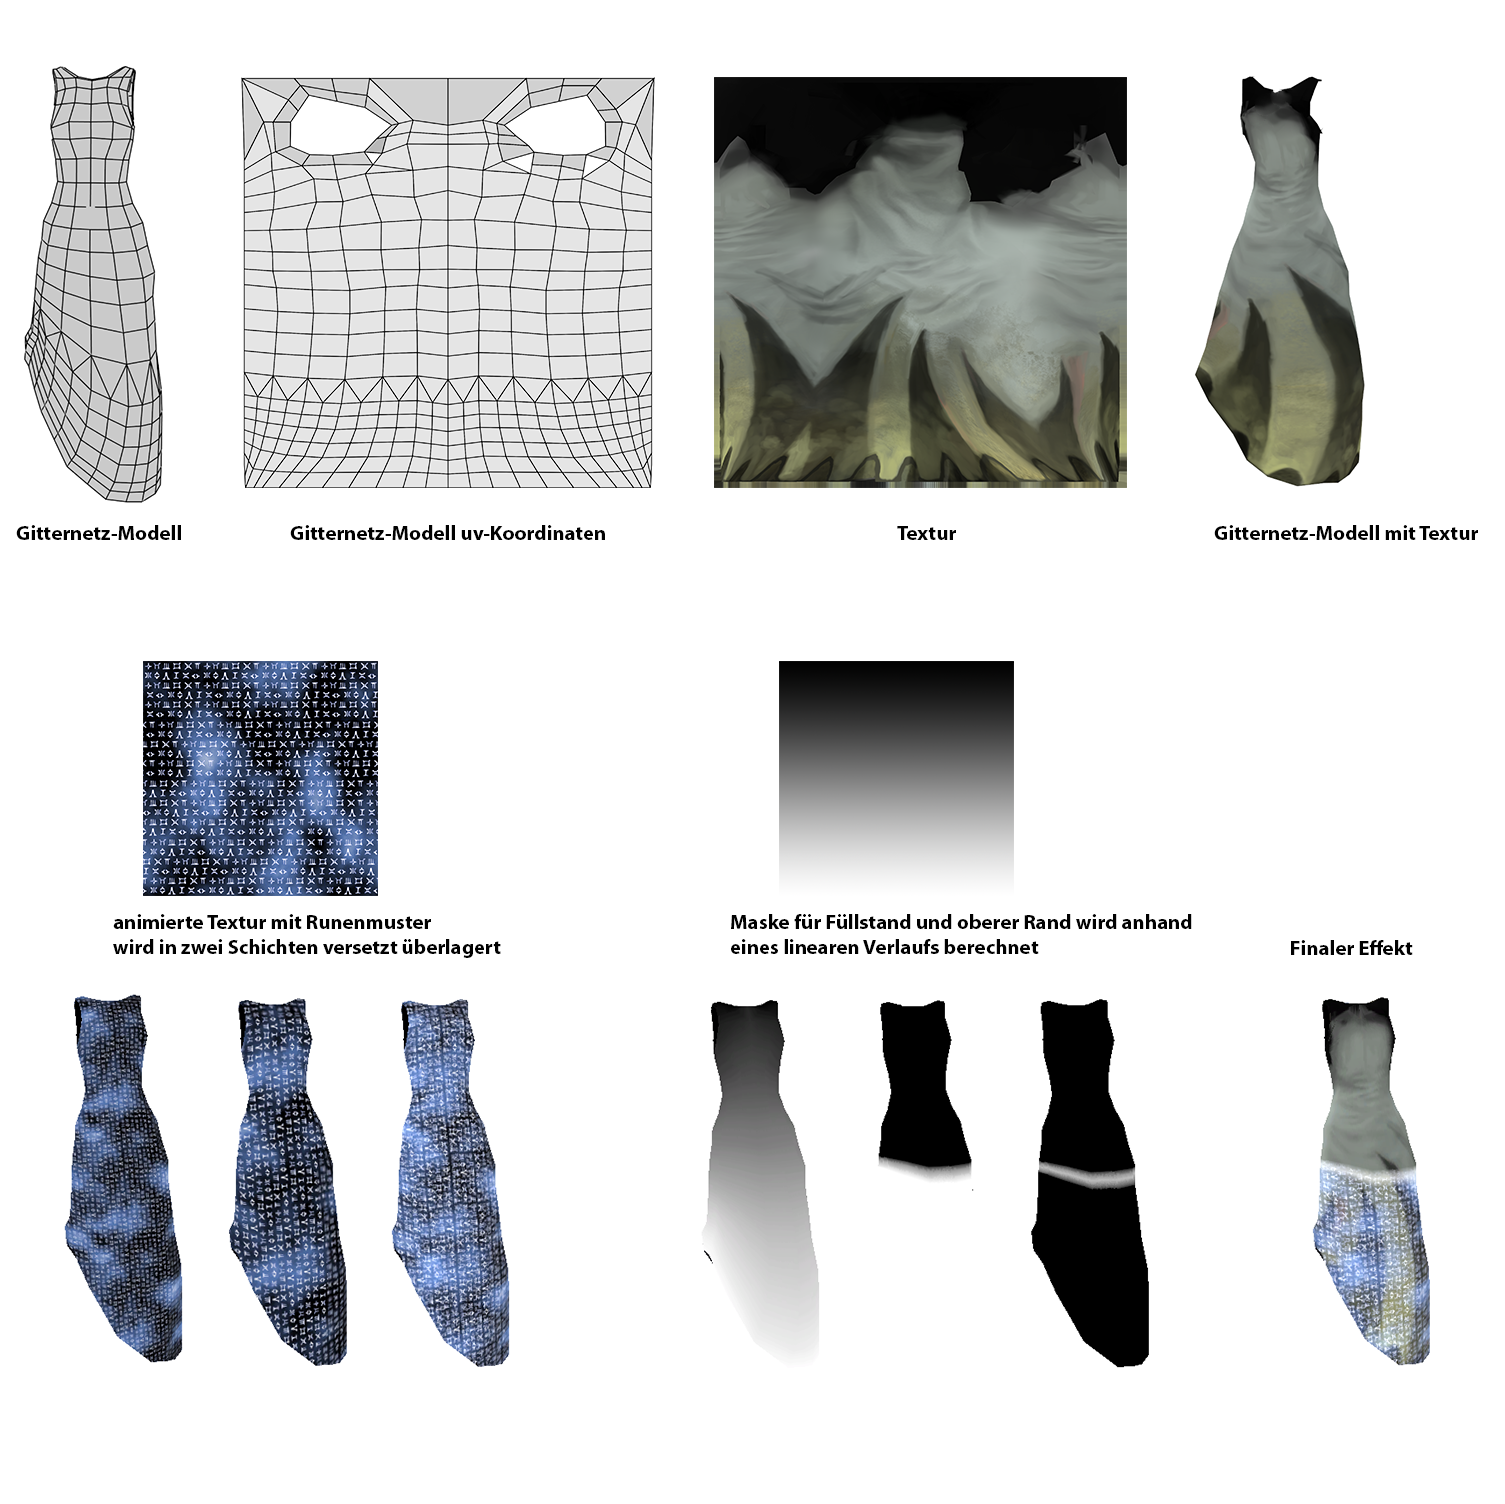 Gitternetz-Modell
Gitternetz-Modell uv-Koordinaten
Textur
Gitternetz-Modell mit Textur
animierte Textur mit Runenmuster
wird in zwei Schichten versetzt überlagert
Maske für Füllstand und oberer Rand wird anhand
eines linearen Verlaufs berechnet
Finaler Effekt